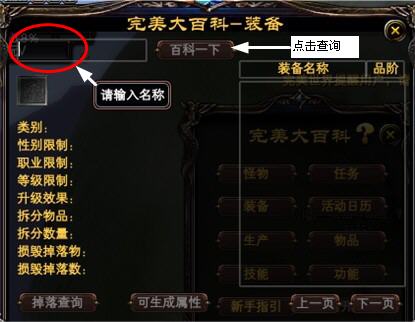 完美大百科-装备
百科一下
点击查询
装备名称 品阶
请输入名称
类别:
性别限制:
职业限制:
等级限制:
升级效果:
拆分物品:
拆分数量:
损毁掉落物:
损毁掉落数:
完美大百科?
怪物 任务
装备 活动日历
生产 物品
技能 功能
新手指引
掉落查询 可生成属性 上一页 下一页